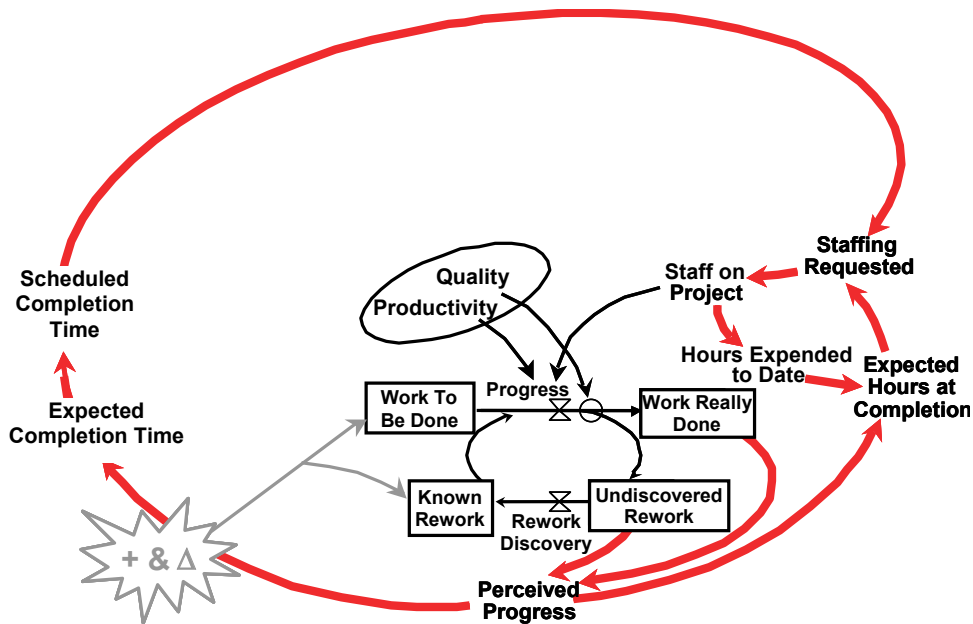 Staffing
Requested
Scheduled
Completion
Time
Quality
Productivity
Staff on
Project
Hours Expended
to Date
Expected
Hours at
Completion
Expected
Completion Time
Progress
Work To
Be Done
Work Really
Done
Known
Rework
Rework
Discovery
Undiscovered
Rework
+ & Δ
Perceived
Progress